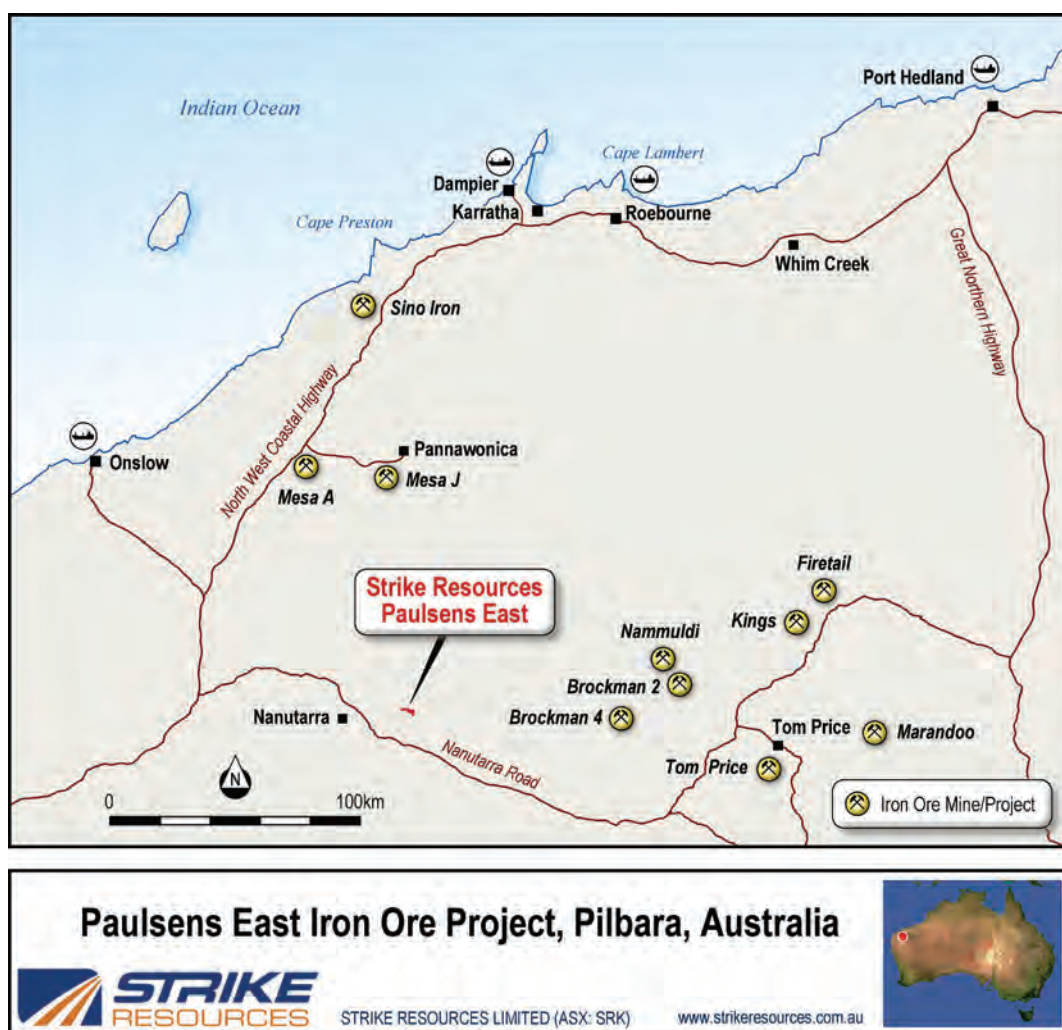 Port Hedland
Indian Ocean
Cape Lambert
Dampier
Karratha
Roebourne
Cape Preston
Whim Creek
Great Northern Highway
Sino Iron
North West Coastal Highway
Pannawonica
Onslow
Mesa A
Mesa J
Strike Resources
Paulsens East
Firetail
Kings
Nammuldi
Brockman 2
Brockman 4
Nanutarra
Tom Price
Marandoo
Nanutarra Road
Tom Price
N
0
100km
Iron Ore Mine/Project
Paulsens East Iron Ore Project, Pilbara, Australia
STRIKE
RESOURCES
STRIKE RESOURCES LIMITED (ASX: SRK)
www.strikeresources.com.au